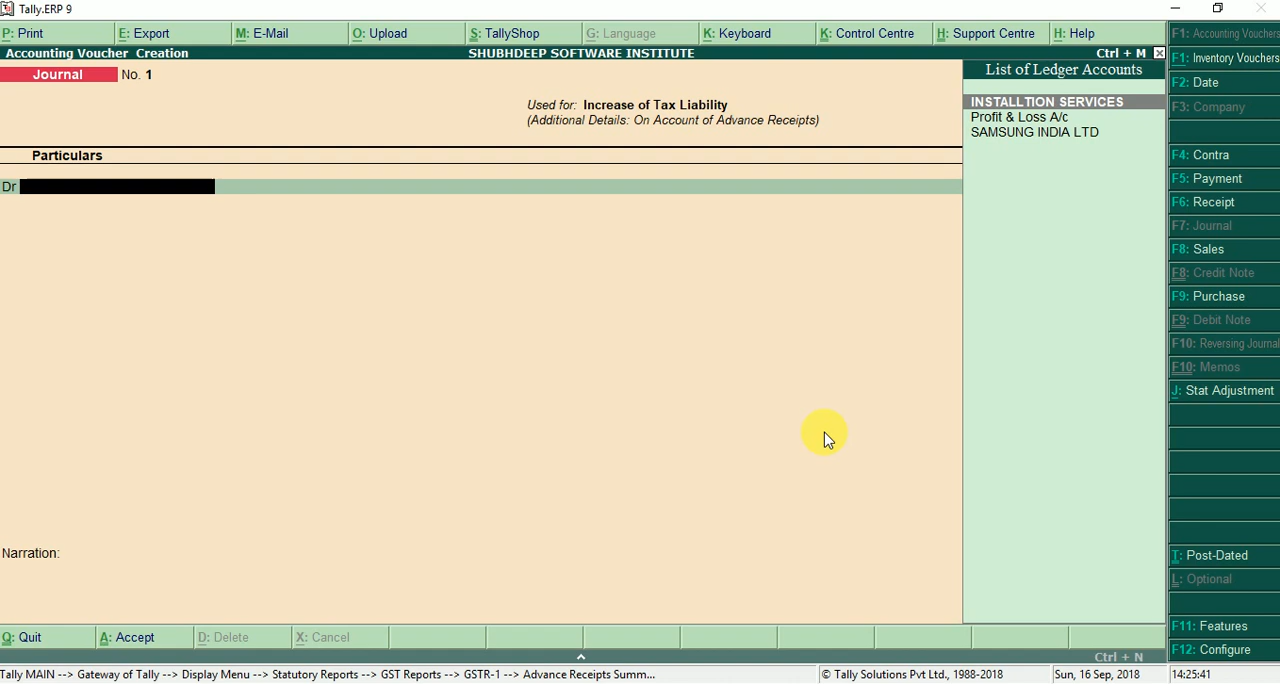 Tally.ERP 9
P: Print E: Export M: E-Mail O: Upload S: TallyShop G: Language K: Keyboard K: Control Centre H: Support Centre H: Help
Accounting Voucher Creation SHUBHDEEP SOFTWARE INSTITUTE Ctrl + M
Journal No. 1
Used for: Increase of Tax Liability
(Additional Details: On Account of Advance Receipts)
Particulars
Dr
Narration:
List of Ledger Accounts
INSTALLTION SERVICES
Profit & Loss A/c
SAMSUNG INDIA LTD
F1: Accounting Vouchers
F1: Inventory Vouchers
F2: Date
F3: Company
F4: Contra
F5: Payment
F6: Receipt
F7: Journal
F8: Sales
F8: Credit Note
F9: Purchase
F9: Debit Note
F10: Reversing Journal
F10: Memos
J: Stat Adjustment
T: Post-Dated
L: Optional
F11: Features
F12: Configure
Q: Quit A: Accept D: Delete X: Cancel
Ctrl + N
Tally MAIN --> Gateway of Tally --> Display Menu --> Statutory Reports --> GST Reports --> GSTR-1 --> Advance Receipts Summ... © Tally Solutions Pvt Ltd., 1988-2018 Sun, 16 Sep, 2018 14:25:41